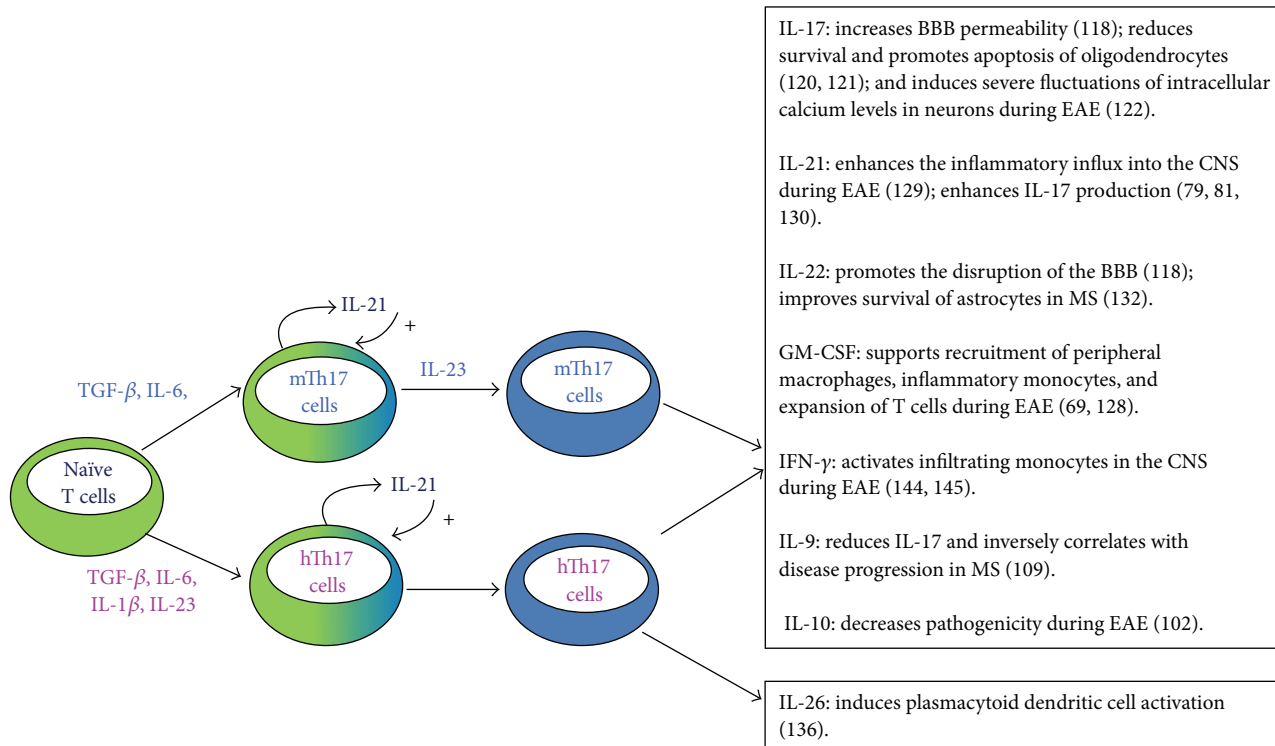 IL-17: increases BBB permeability (118); reduces
survival and promotes apoptosis of oligodendrocytes
(120, 121); and induces severe fluctuations of intracellular
calcium levels in neurons during EAE (122).
IL-21: enhances the inflammatory influx into the CNS
during EAE (129); enhances IL-17 production (79, 81,
130).
IL-22: promotes the disruption of the BBB (118);
improves survival of astrocytes in MS (132).
GM-CSF: supports recruitment of peripheral
macrophages, inflammatory monocytes, and
expansion of T cells during EAE (69, 128).
IFN-γ: activates infiltrating monocytes in the CNS
during EAE (144, 145).
IL-9: reduces IL-17 and inversely correlates with
disease progression in MS (109).
IL-10: decreases pathogenicity during EAE (102).
IL-26: induces plasmacytoid dendritic cell activation
(136).
IL-21
+
TGF-β, IL-6,
mTh17
cells
IL-23
mTh17
cells
Naïve
T cells
IL-21
+
TGF-β, IL-6,
IL-1β, IL-23
hTh17
cells
hTh17
cells